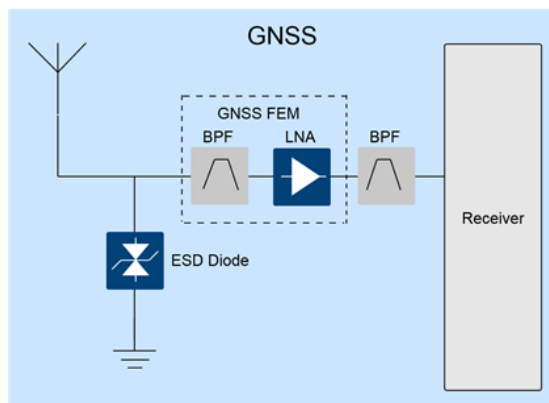 GNSS
GNSS FEM
BPF
LNA
BPF
Receiver
ESD Diode